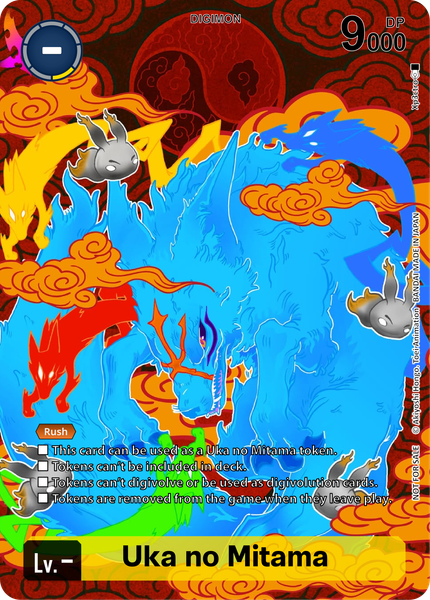 DIGIMON
DP
9000
Xpictro
© Akiyoshi Hongo, Toei Animation BANDAI MADE IN JAPAN
NOT FOR SALE
Rush
This card can be used as a Uka no Mitama token.
Tokens can't be included in deck.
Tokens can't digivolve or be used as digivolution cards.
Tokens are removed from the game when they leave play.
Lv. -
Uka no Mitama